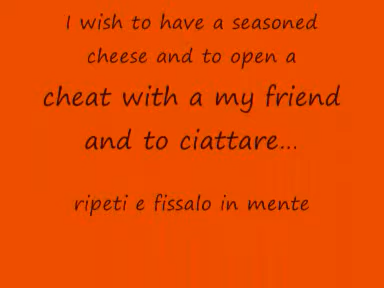 I wish to have a seasoned
cheese and to open a
cheat with a my friend
and to ciattare...
ripeti e fissalo in mente